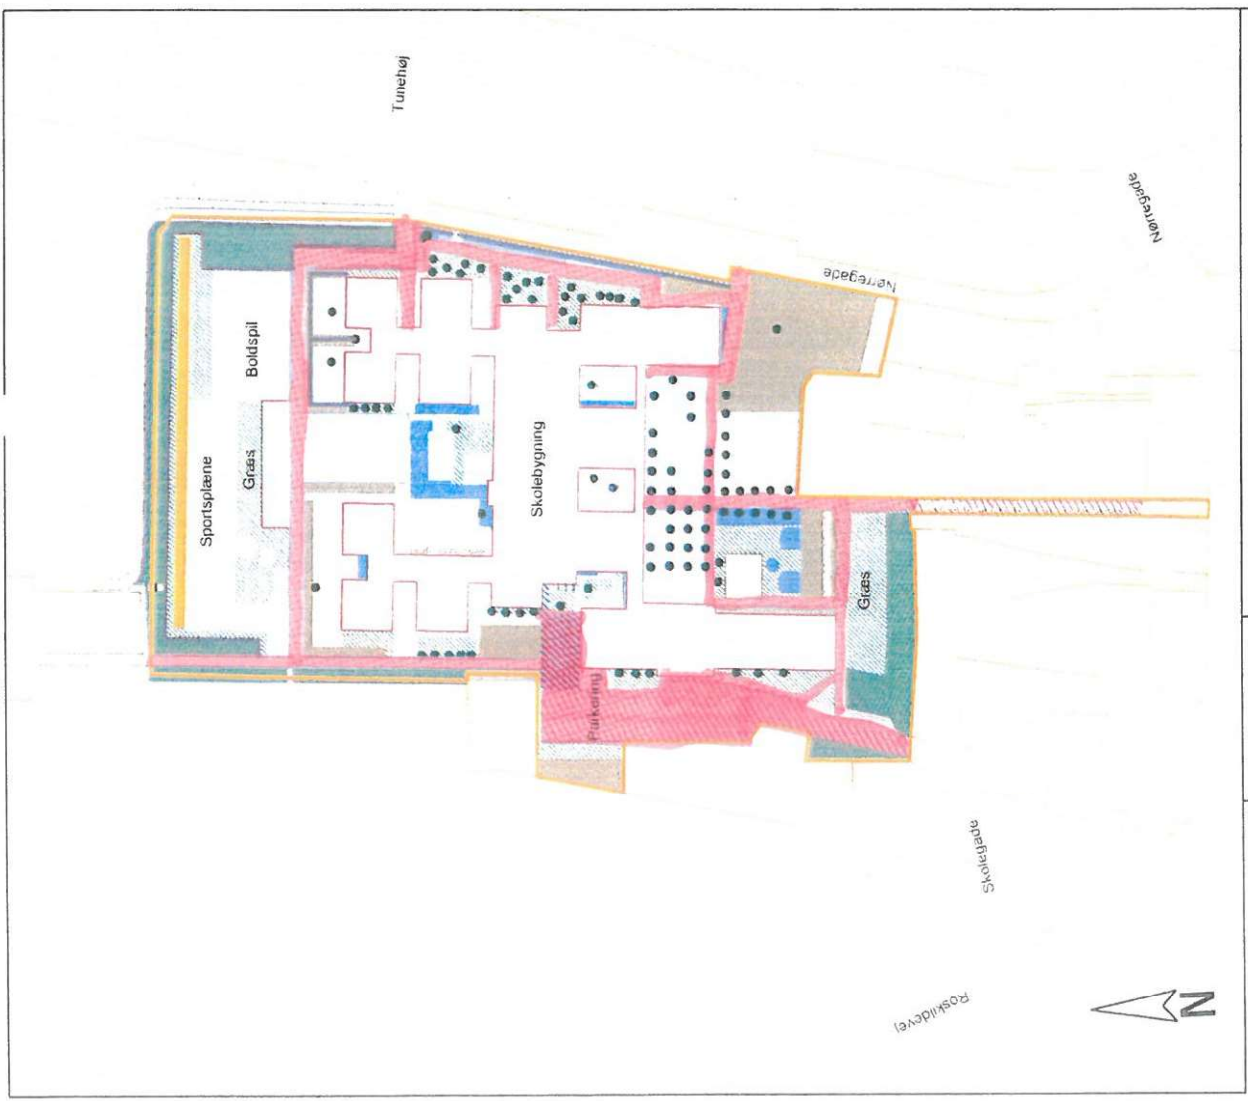 Tunehøj
Nørregade
Nørregade
Boldspil
Græs
Sportsplæne
Skolebygning
Græs
Parkering
Skolegade
Roskildevej
N